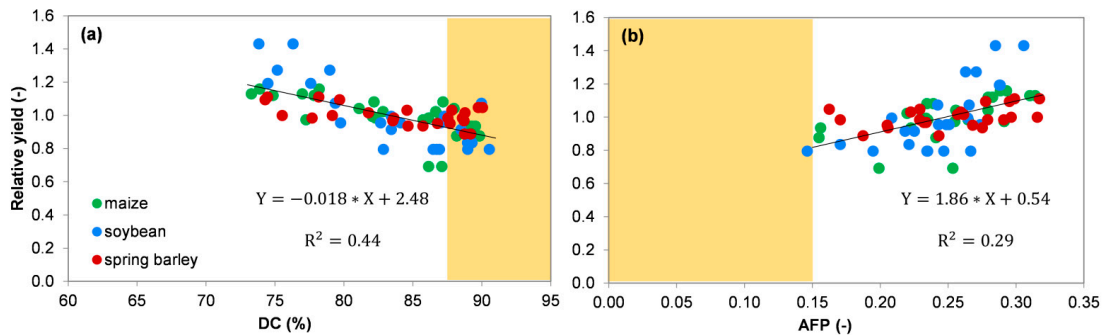 (a)
Relative yield (-)
1.6
1.4
1.2
1.0
0.8
0.6
0.4
0.2
0.0
maize
soybean
spring barley
Y = −0.018 ∗ X + 2.48
R² = 0.44
60 65 70 75 80 85 90 95
DC (%)
(b)
1.6
1.4
1.2
1.0
0.8
0.6
0.4
0.2
0.0
Y = 1.86 ∗ X + 0.54
R² = 0.29
0.00 0.05 0.10 0.15 0.20 0.25 0.30 0.35
AFP (-)